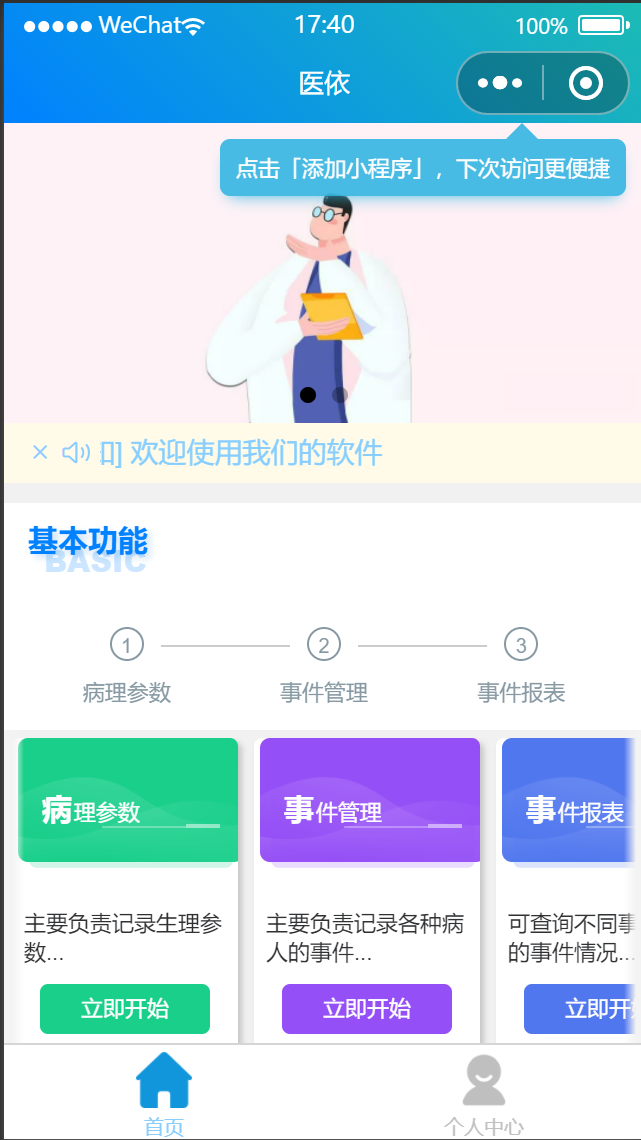 WeChat 17:40 100%
医依
点击「添加小程序」，下次访问更便捷
欢迎使用我们的软件
基本功能
BASIC
1 2 3
病理参数 事件管理 事件报表
病理参数 事件管理 事件报表
主要负责记录生理参 主要负责记录各种病 可查询不同事
数... 人的事件... 的事件情况...
立即开始 立即开始 立即开
首页 个人中心